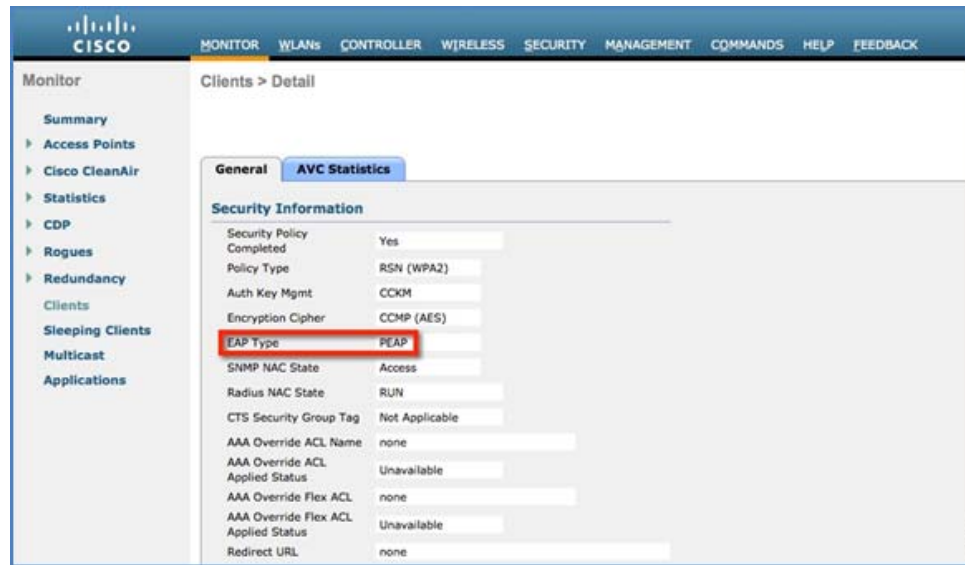 CISCO
MONITOR WLANs CONTROLLER WIRELESS SECURITY MANAGEMENT COMMANDS HELP FEEDBACK
Monitor
Summary
Access Points
Cisco CleanAir
Statistics
CDP
Rogues
Redundancy
Clients
Sleeping Clients
Multicast
Applications
Clients > Detail
General AVC Statistics
Security Information
Security Policy
Completed Yes
Policy Type RSN (WPA2)
Auth Key Mgmt CCKM
Encryption Cipher CCMP (AES)
EAP Type PEAP
SNMP NAC State Access
Radius NAC State RUN
CTS Security Group Tag Not Applicable
AAA Override ACL Name none
AAA Override ACL
Applied Status Unavailable
AAA Override Flex ACL none
AAA Override Flex ACL
Applied Status Unavailable
Redirect URL none